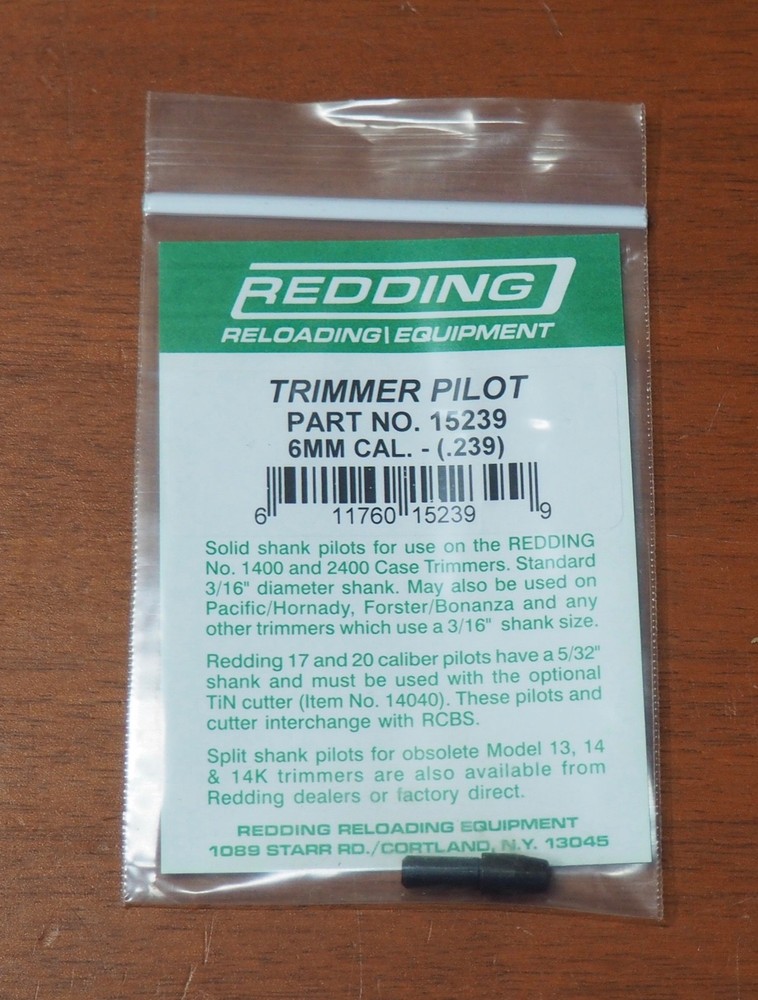 REDDING
RELOADING\EQUIPMENT
TRIMMER PILOT
PART NO. 15239
6MM CAL. - (.239)
6 11760 15239 9
Solid shank pilots for use on the REDDING
No. 1400 and 2400 Case Trimmers. Standard
3/16" diameter shank. May also be used on
Pacific/Hornady, Forster/Bonanza and any
other trimmers which use a 3/16" shank size.
Redding 17 and 20 caliber pilots have a 5/32"
shank and must be used with the optional
TiN cutter (Item No. 14040). These pilots and
cutter interchange with RCBS.
Split shank pilots for obsolete Model 13, 14
& 14K trimmers are also available from
Redding dealers or factory direct.
REDDING RELOADING EQUIPMENT
1089 STARR RD./CORTLAND, N.Y. 13045